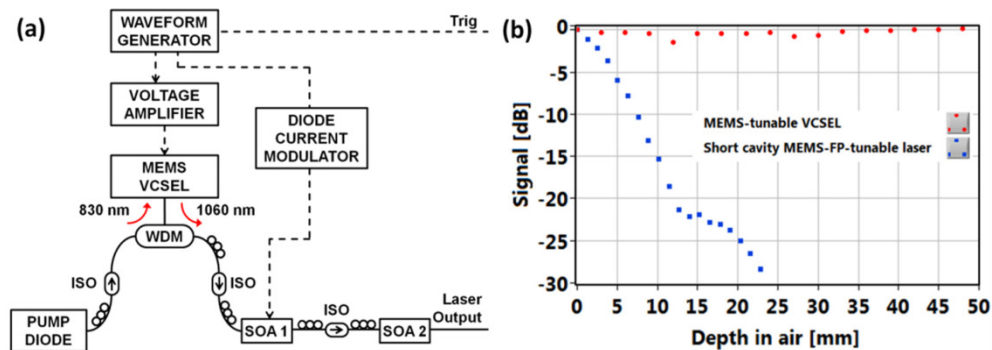 (a)
WAVEFORM
GENERATOR
Trig
VOLTAGE
AMPLIFIER
DIODE
CURRENT
MODULATOR
MEMS
VCSEL
830 nm
1060 nm
WDM
ISO
ISO
PUMP
DIODE
SOA 1
ISO
SOA 2
Laser
Output
(b)
Signal [dB]
0
-5
-10
-15
-20
-25
-30
MEMS-tunable VCSEL
Short cavity MEMS-FP-tunable laser
0 5 10 15 20 25 30 35 40 45 50
Depth in air [mm]